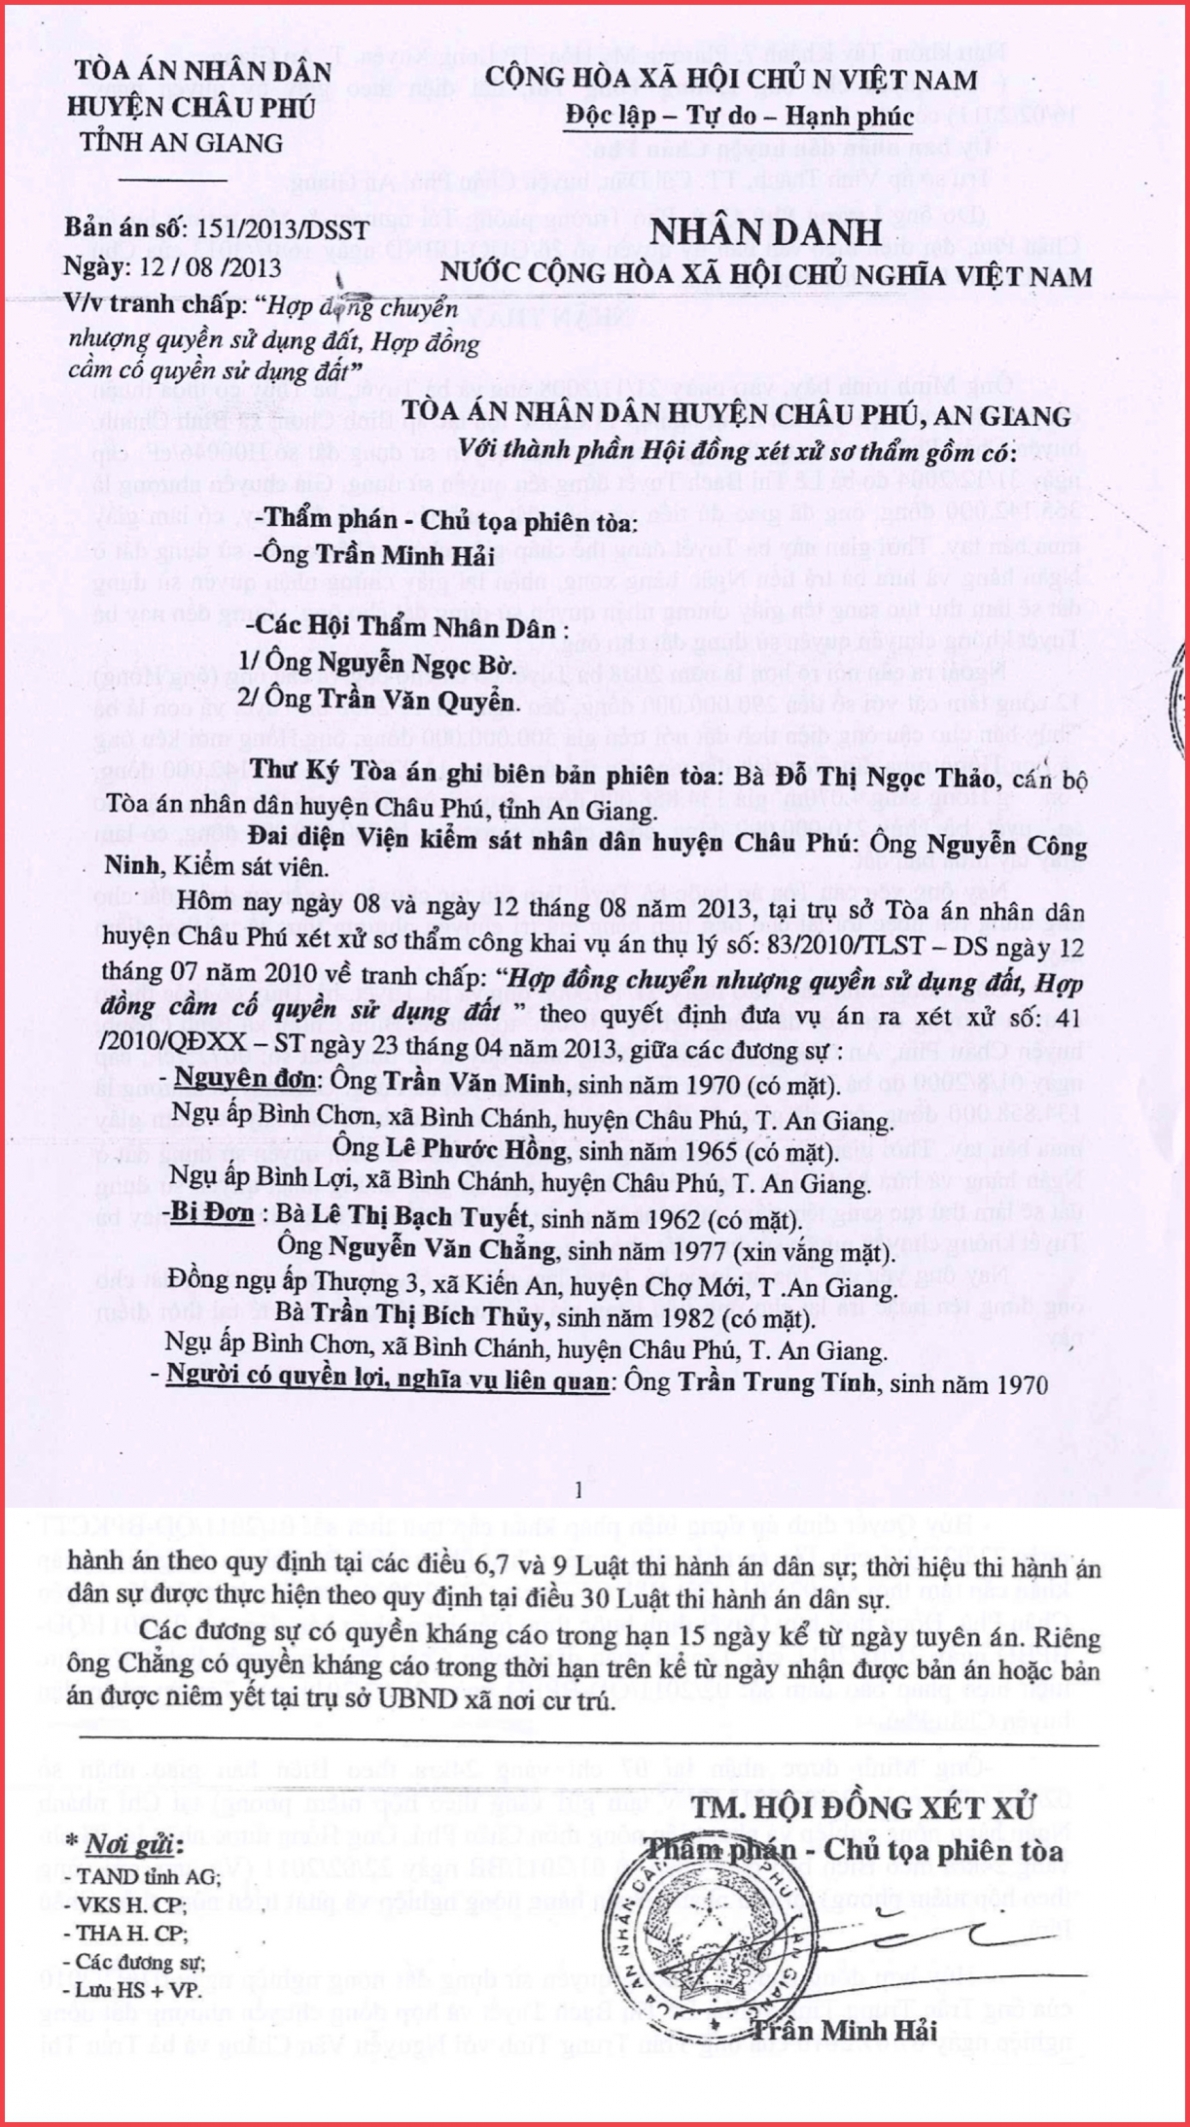 TÒA ÁN NHÂN DÂN
HUYỆN CHÂU PHÚ
TỈNH AN GIANG
CỘNG HÒA XÃ HỘI CHỦ N VIỆT NAM
Độc lập – Tự do – Hạnh phúc
Bản án số: 151/2013/DSST
Ngày: 12 / 08 /2013
V/v tranh chấp: “Hợp đồng chuyển
nhượng quyền sử dụng đất, Hợp đồng
cầm cố quyền sử dụng đất”
NHÂN DANH
NƯỚC CỘNG HÒA XÃ HỘI CHỦ NGHĨA VIỆT NAM
TÒA ÁN NHÂN DÂN HUYỆN CHÂU PHÚ, AN GIANG
Với thành phần Hội đồng xét xử sơ thẩm gồm có:
-Thẩm phán - Chủ tọa phiên tòa:
-Ông Trần Minh Hải
-Các Hội Thẩm Nhân Dân :
1/ Ông Nguyễn Ngọc Bờ.
2/ Ông Trần Văn Quyền.
Thư Ký Tòa án ghi biên bản phiên tòa: Bà Đỗ Thị Ngọc Thảo, cán bộ
Tòa án nhân dân huyện Châu Phú, tỉnh An Giang.
Đai diện Viện kiểm sát nhân dân huyện Châu Phú: Ông Nguyễn Công
Ninh, Kiểm sát viên.
Hôm nay ngày 08 và ngày 12 tháng 08 năm 2013, tại trụ sở Tòa án nhân dân
huyện Châu Phú xét xử sơ thẩm công khai vụ án thụ lý số: 83/2010/TLST – DS ngày 12
tháng 07 năm 2010 về tranh chấp: “Hợp đồng chuyển nhượng quyền sử dụng đất, Hợp
đồng cầm cố quyền sử dụng đất” theo quyết định đưa vụ án ra xét xử số: 41
/2010/QĐXX – ST ngày 23 tháng 04 năm 2013, giữa các đương sự :
Nguyên đơn: Ông Trần Văn Minh, sinh năm 1970 (có mặt).
Ngụ ấp Bình Chơn, xã Bình Chánh, huyện Châu Phú, T. An Giang.
Ông Lê Phước Hồng, sinh năm 1965 (có mặt).
Ngụ ấp Bình Lợi, xã Bình Chánh, huyện Châu Phú, T. An Giang.
-Bị Đơn : Bà Lê Thị Bạch Tuyết, sinh năm 1962 (có mặt).
Ông Nguyễn Văn Chẳng, sinh năm 1977 (xin vắng mặt).
Đồng ngụ ấp Thượng 3, xã Kiến An, huyện Chợ Mới, T .An Giang.
Bà Trần Thị Bích Thủy, sinh năm 1982 (có mặt).
Ngụ ấp Bình Chơn, xã Bình Chánh, huyện Châu Phú, T. An Giang.
- Người có quyền lợi, nghĩa vụ liên quan: Ông Trần Trung Tính, sinh năm 1970
1
hành án theo quy định tại các điều 6,7 và 9 Luật thi hành án dân sự; thời hiệu thi hành án
dân sự được thực hiện theo quy định tại điều 30 Luật thi hành án dân sự.
Các đương sự có quyền kháng cáo trong hạn 15 ngày kể từ ngày tuyên án. Riêng
ông Chẳng có quyền kháng cáo trong thời hạn trên kể từ ngày nhận được bản án hoặc bản
án được niêm yết tại trụ sở UBND xã nơi cư trú.
TM. HỘI ĐỒNG XÉT XỬ
Thẩm phán - Chủ tọa phiên tòa
* Nơi gửi:
- TAND tỉnh AG;
- VKS H. CP;
- THA H. CP;
- Các đương sự;
- Lưu HS + VP.
Trần Minh Hải